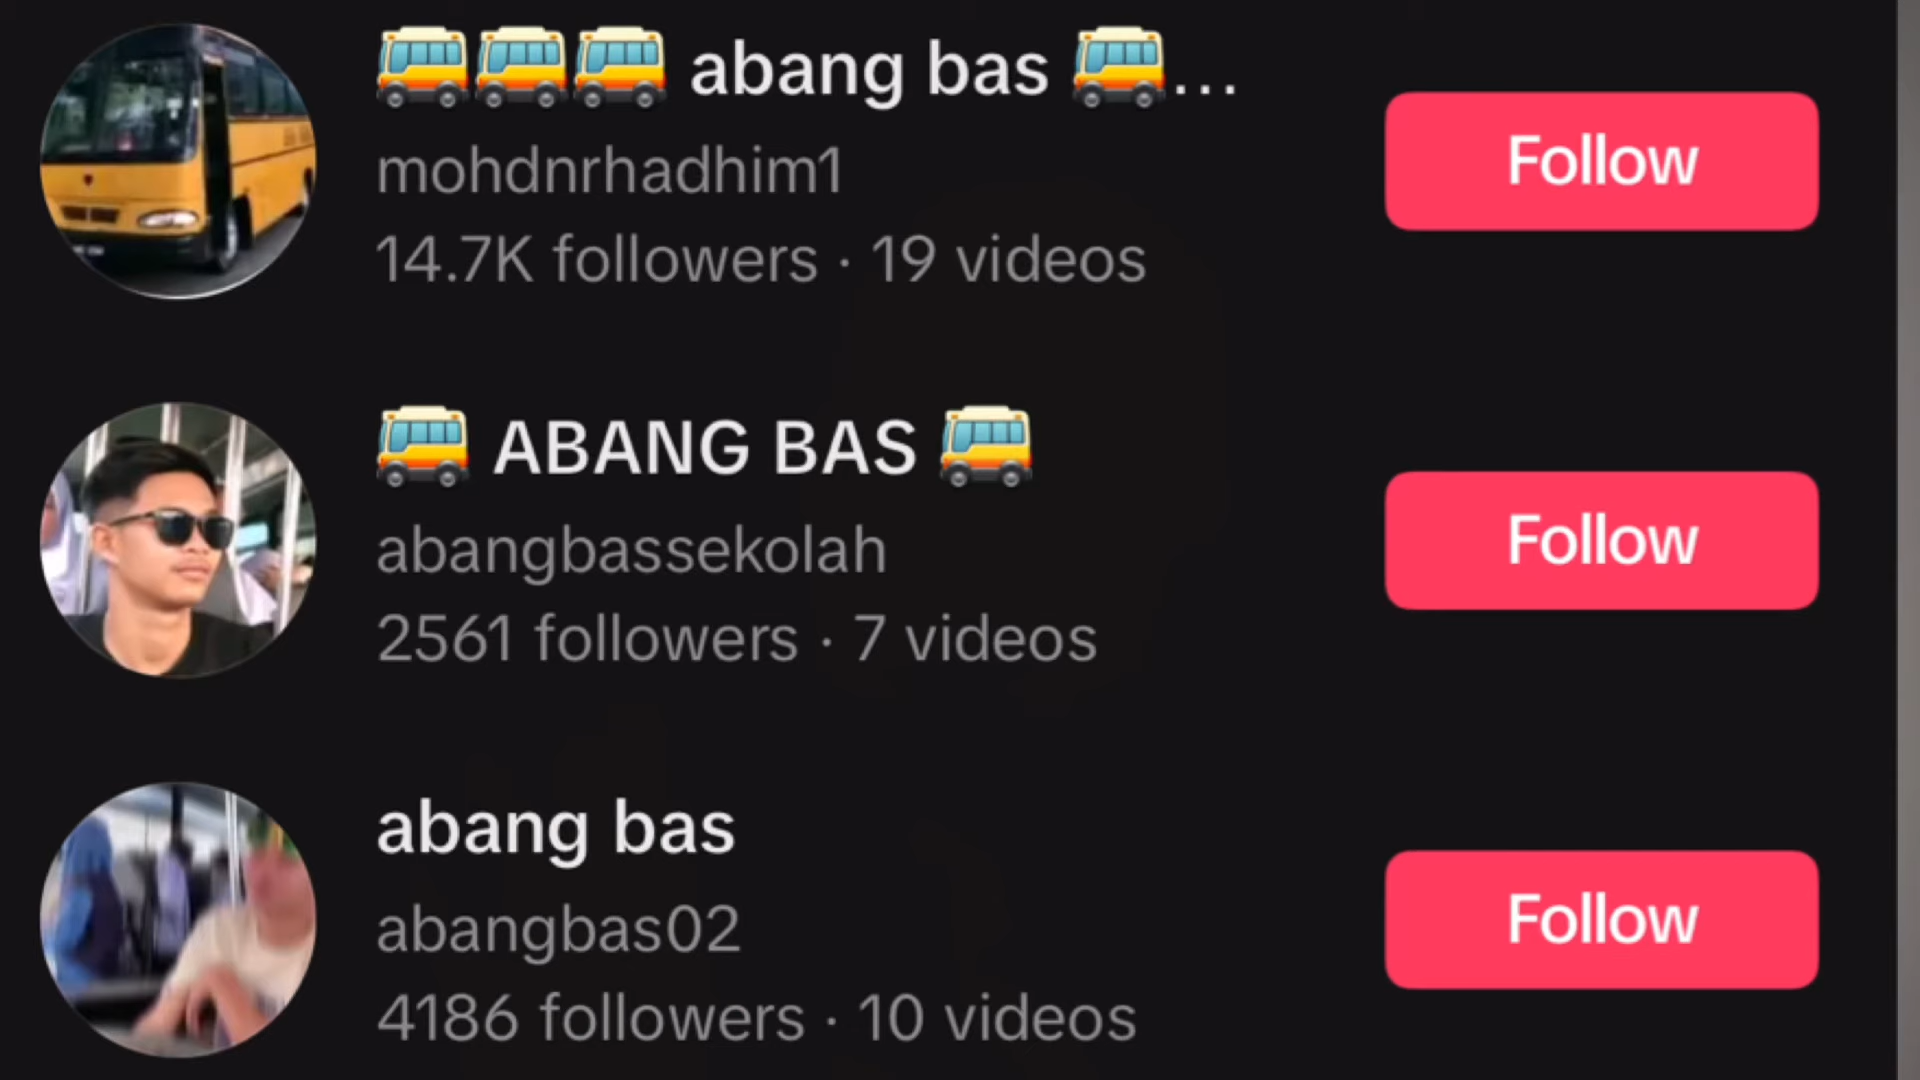 🚌🚌🚌 abang bas 🚌...
mohdnrhadhim1
14.7K followers · 19 videos
Follow
🚌 ABANG BAS 🚌
abangbassekolah
2561 followers · 7 videos
Follow
abang bas
abangbas02
4186 followers · 10 videos
Follow